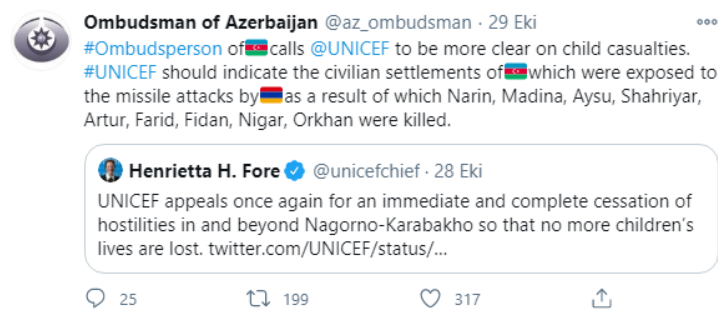 Ombudsman of Azerbaijan @az_ombudsman · 29 Eki
#Ombudsperson of🇦🇿calls @UNICEF to be more clear on child casualties.
#UNICEF should indicate the civilian settlements of🇦🇿which were exposed to
the missile attacks by🇦🇲as a result of which Narin, Madina, Aysu, Shahriyar,
Artur, Farid, Fidan, Nigar, Orkhan were killed.
Henrietta H. Fore @unicefchief · 28 Eki
UNICEF appeals once again for an immediate and complete cessation of
hostilities in and beyond Nagorno-Karabakho so that no more children's
lives are lost. twitter.com/UNICEF/status/...
25 199 317